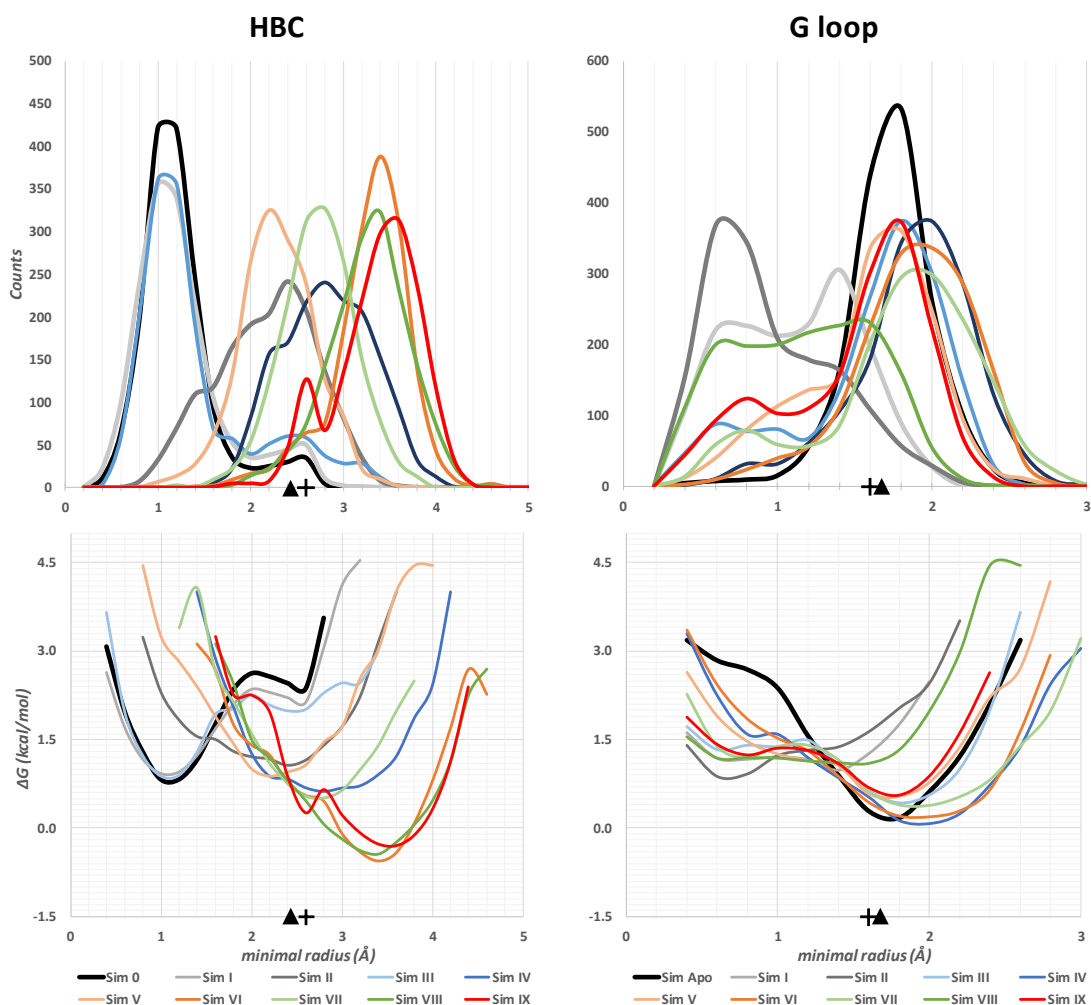 HBC
G loop
500
450
400
350
300
250
200
150
100
50
0
Counts
0 1 2 3 4 5
600
500
400
300
200
100
0
0 1 2 3
4.5
3.0
1.5
0.0
-1.5
ΔG (kcal/mol)
0 1 2 3 4 5
minimal radius (Å)
4.5
3.0
1.5
0.0
-1.5
0 1 2 3
minimal radius (Å)
Sim 0 Sim I Sim II Sim III Sim IV
Sim V Sim VI Sim VII Sim VIII Sim IX
Sim Apo Sim I Sim II Sim III Sim IV
Sim V Sim VI Sim VII Sim VIII Sim IX